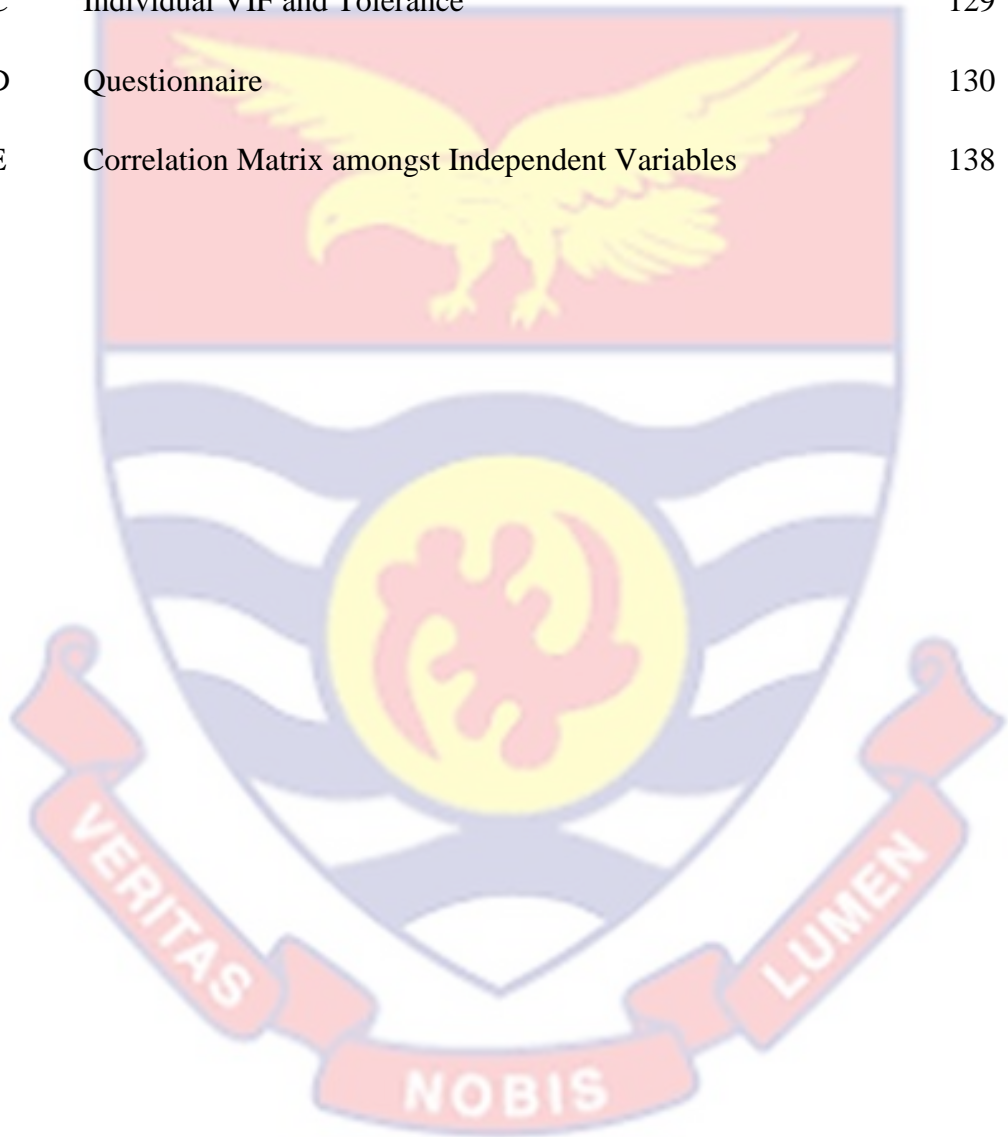 C Individual VIF and Tolerance 129
D Questionnaire 130
E Correlation Matrix amongst Independent Variables 138
VERITAS
NOBIS
LUMEN